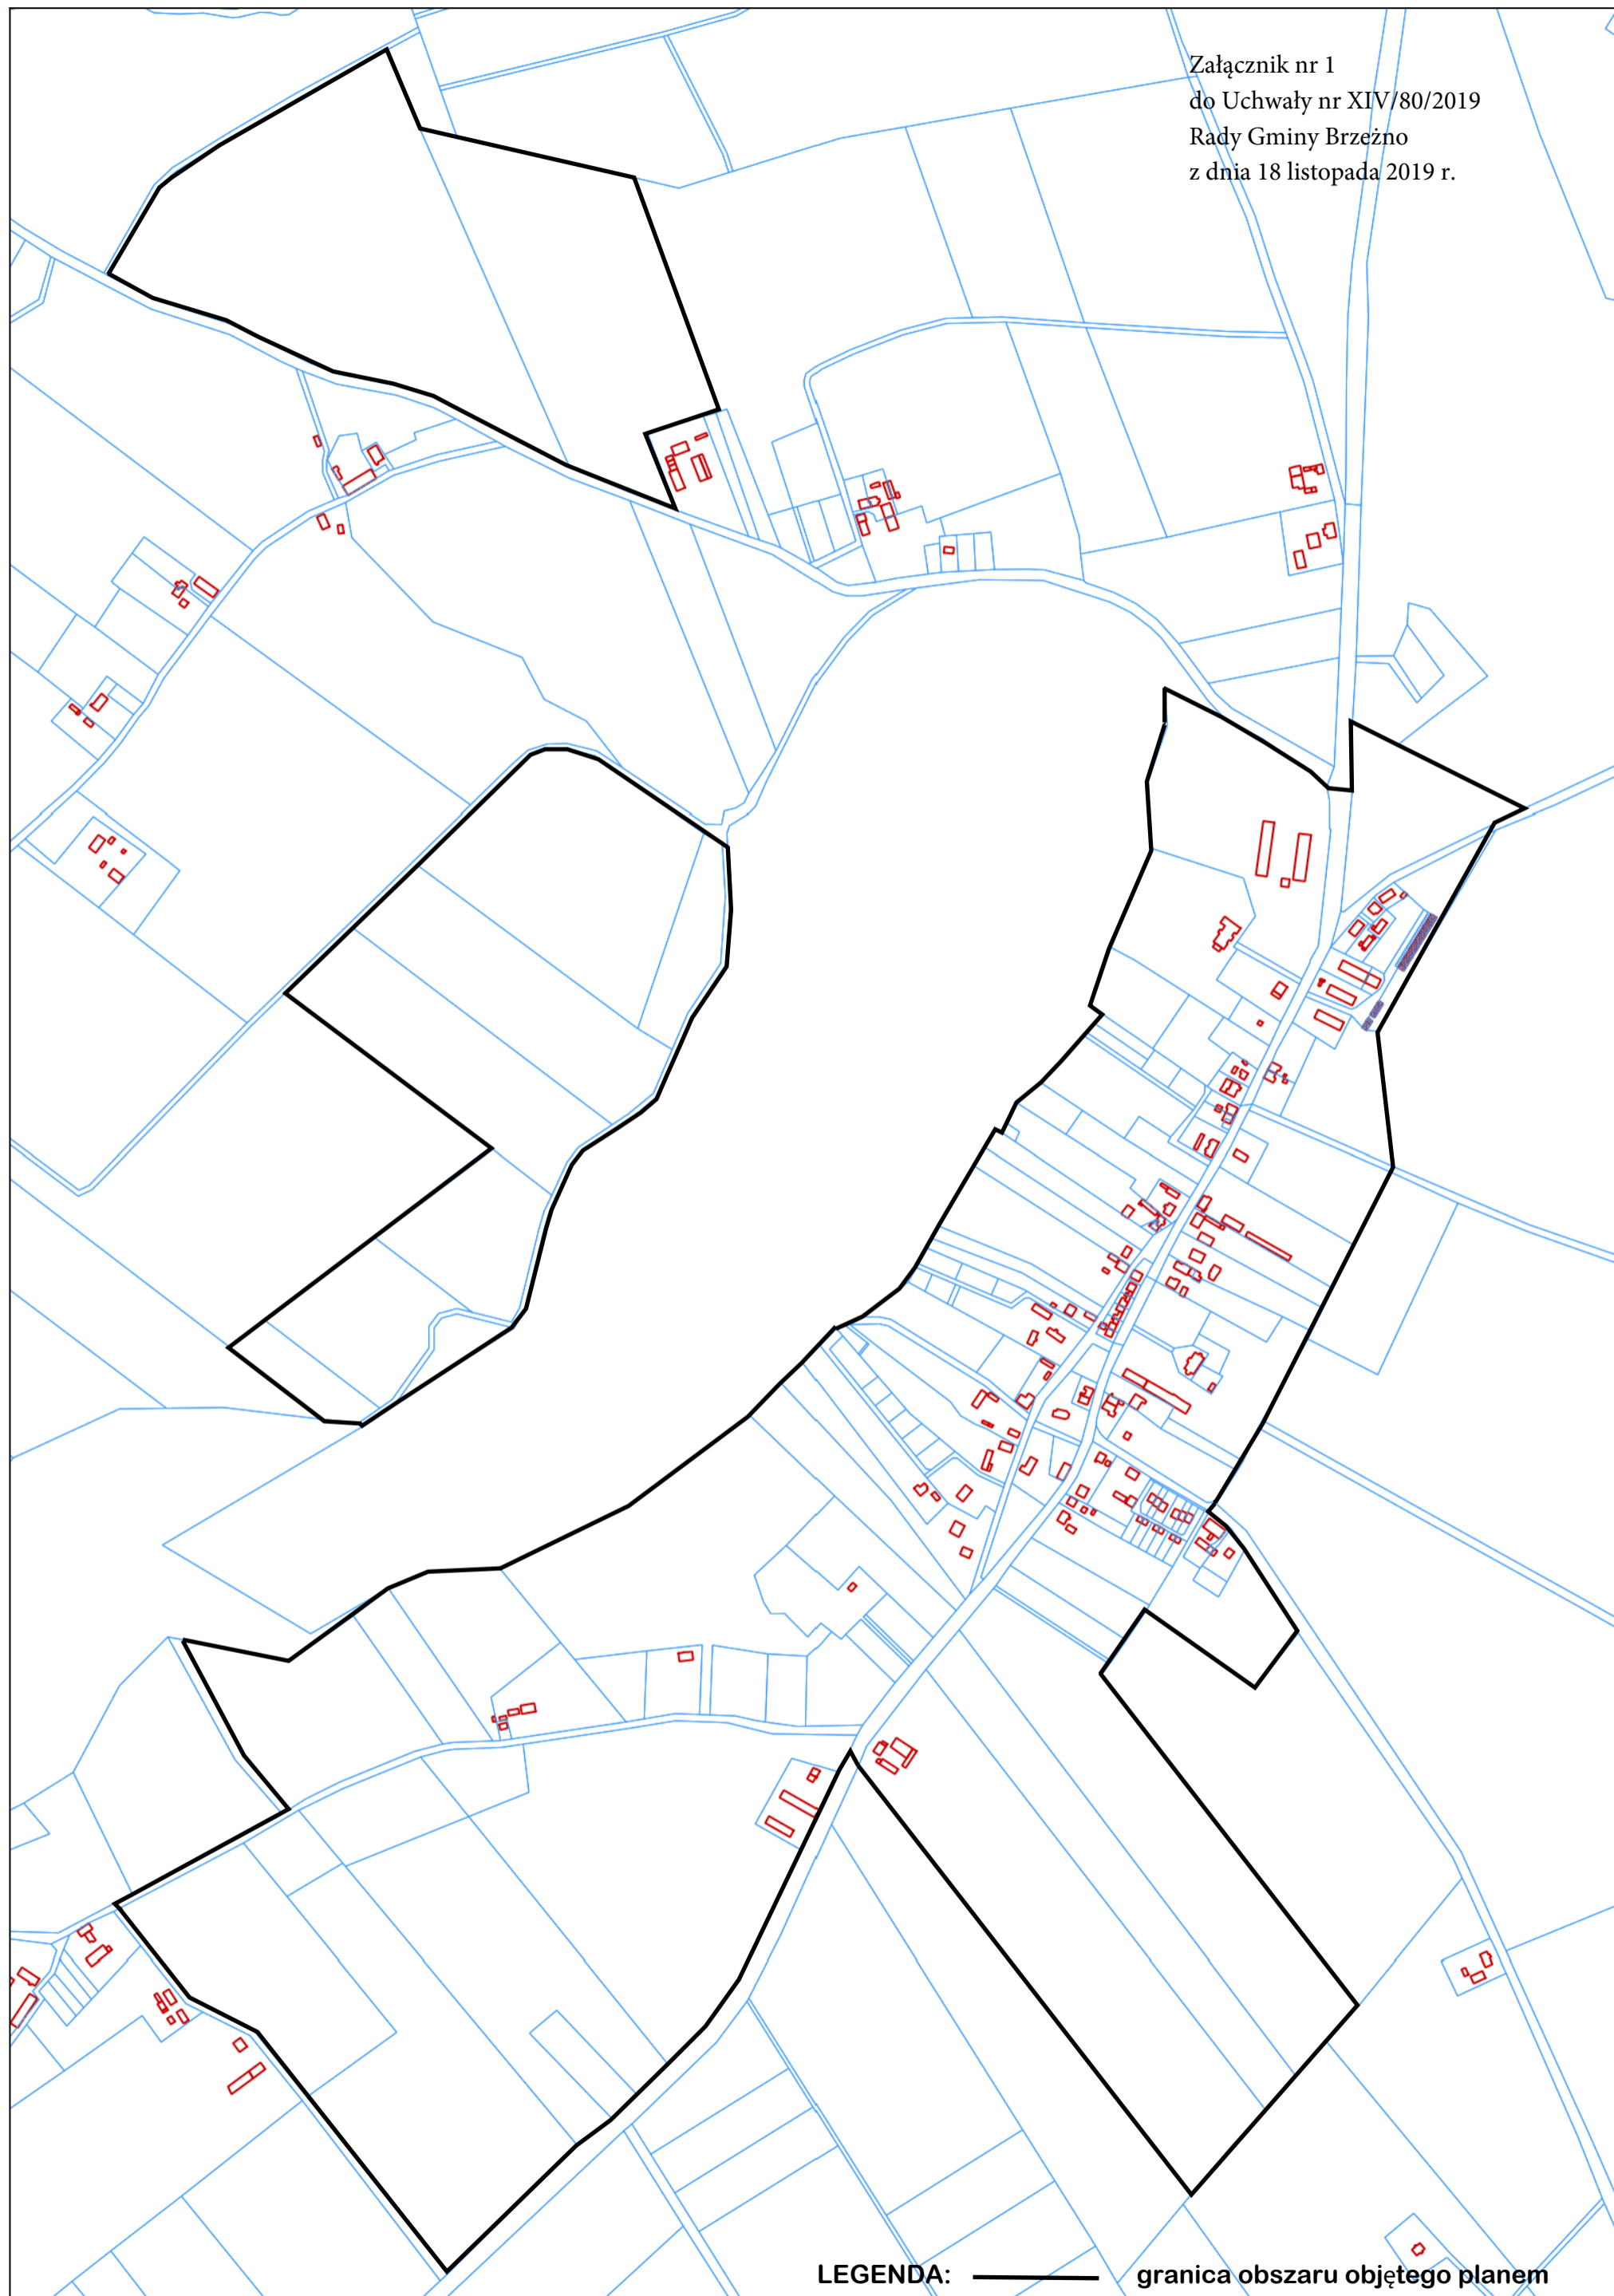 Załącznik nr 1
do Uchwały nr XIV/80/2019
Rady Gminy Brzeżno
z dnia 18 listopada 2019 r.
LEGENDA: granica obszaru objętego planem